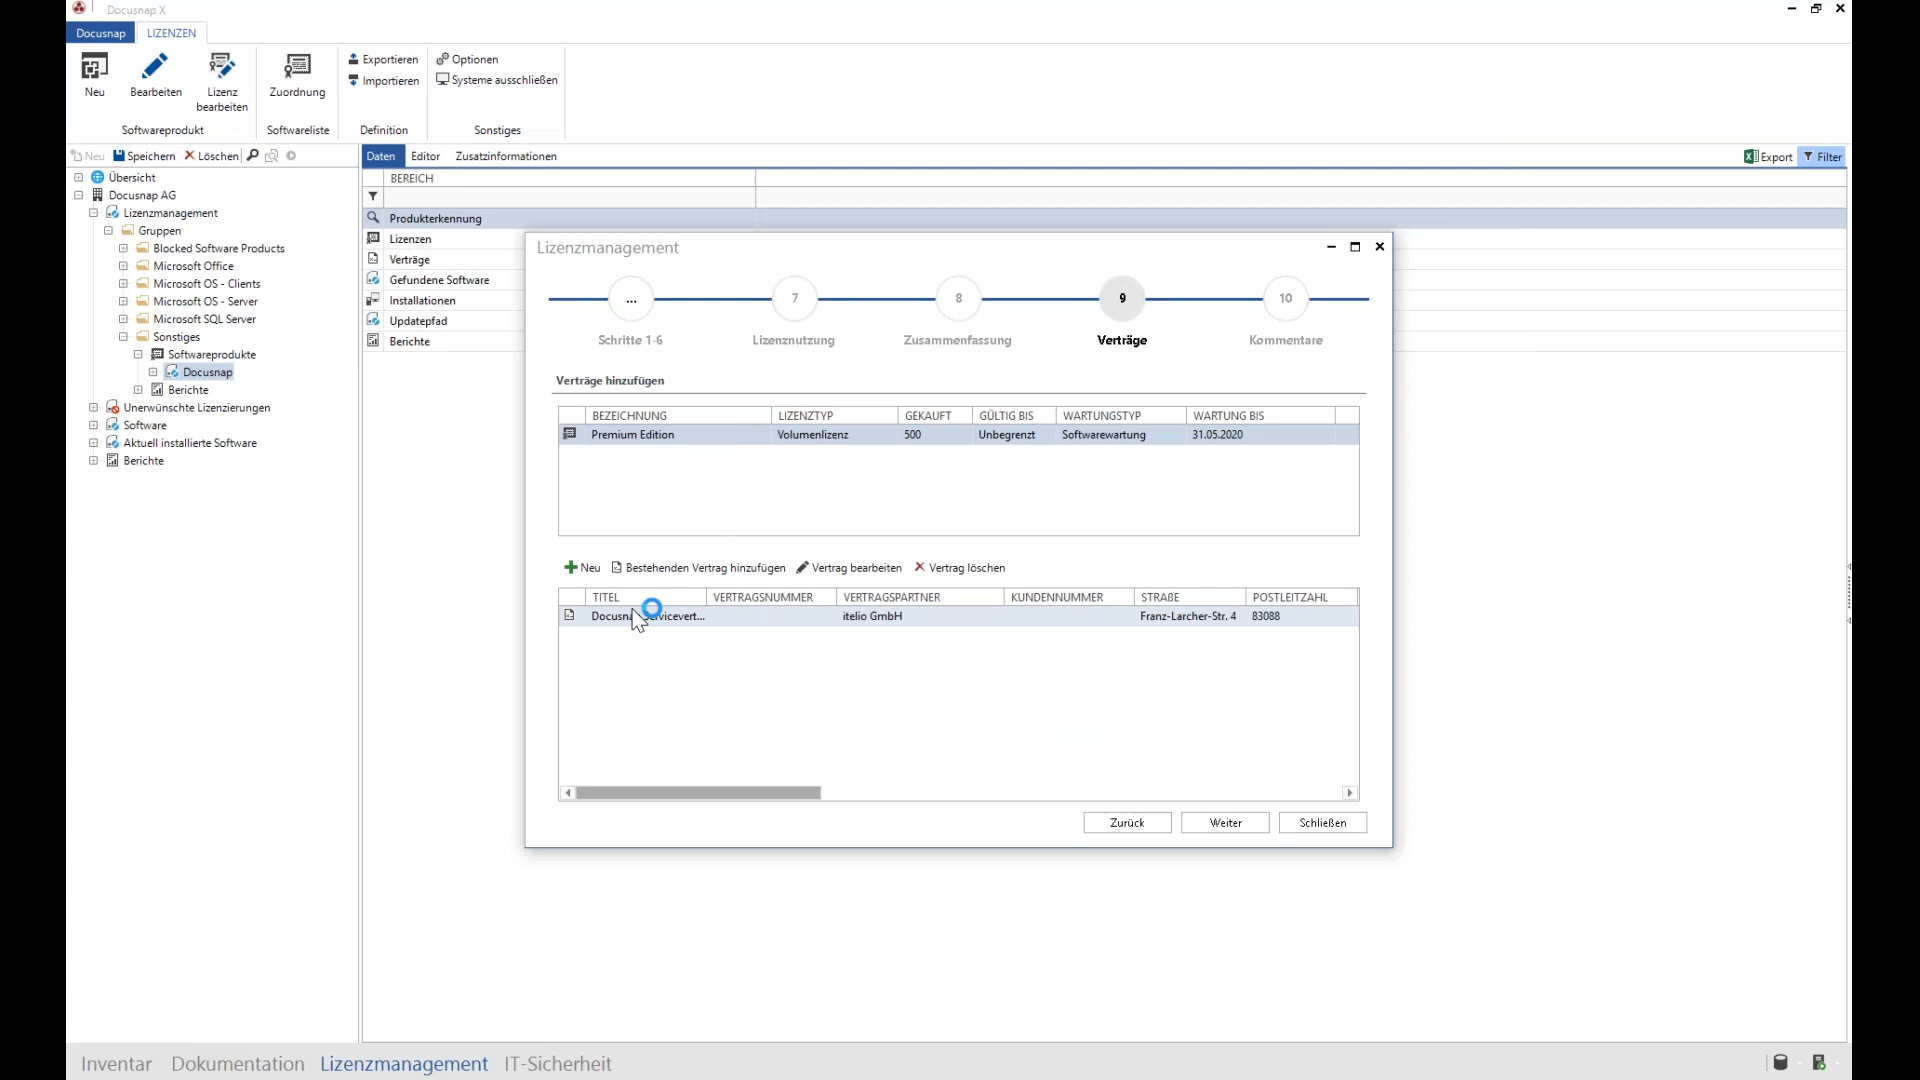 Docusnap X
Docusnap LIZENZEN
Neu
Bearbeiten
Lizenz bearbeiten
Softwareprodukt
Zuordnung
Softwareliste
Exportieren
Importieren
Definition
Optionen
Systeme ausschließen
Sonstiges
Neu Speichern Löschen
Übersicht
Docusnap AG
Lizenzmanagement
Gruppen
Blocked Software Products
Microsoft Office
Microsoft OS - Clients
Microsoft OS - Server
Microsoft SQL Server
Sonstiges
Softwareprodukte
Docusnap
Berichte
Unerwünschte Lizenzierungen
Software
Aktuell installierte Software
Berichte
Daten Editor Zusatzinformationen
Export Filter
BEREICH
Produkterkennung
Lizenzen
Verträge
Gefundene Software
Installationen
Updatepfad
Berichte
Lizenzmanagement
... 7 8 9 10
Schritte 1-6 Lizenznutzung Zusammenfassung Verträge Kommentare
Verträge hinzufügen
BEZEICHNUNG LIZENZTYP GEKAUFT GÜLTIG BIS WARTUNGSTYP WARTUNG BIS
Premium Edition Volumenlizenz 500 Unbegrenzt Softwarewartung 31.05.2020
Neu Bestehenden Vertrag hinzufügen Vertrag bearbeiten Vertrag löschen
TITEL VERTRAGSNUMMER VERTRAGSPARTNER KUNDENNUMMER STRAßE POSTLEITZAHL
itelio GmbH Franz-Larcher-Str. 4 83088
Zurück Weiter Schließen
Inventar Dokumentation Lizenzmanagement IT-Sicherheit